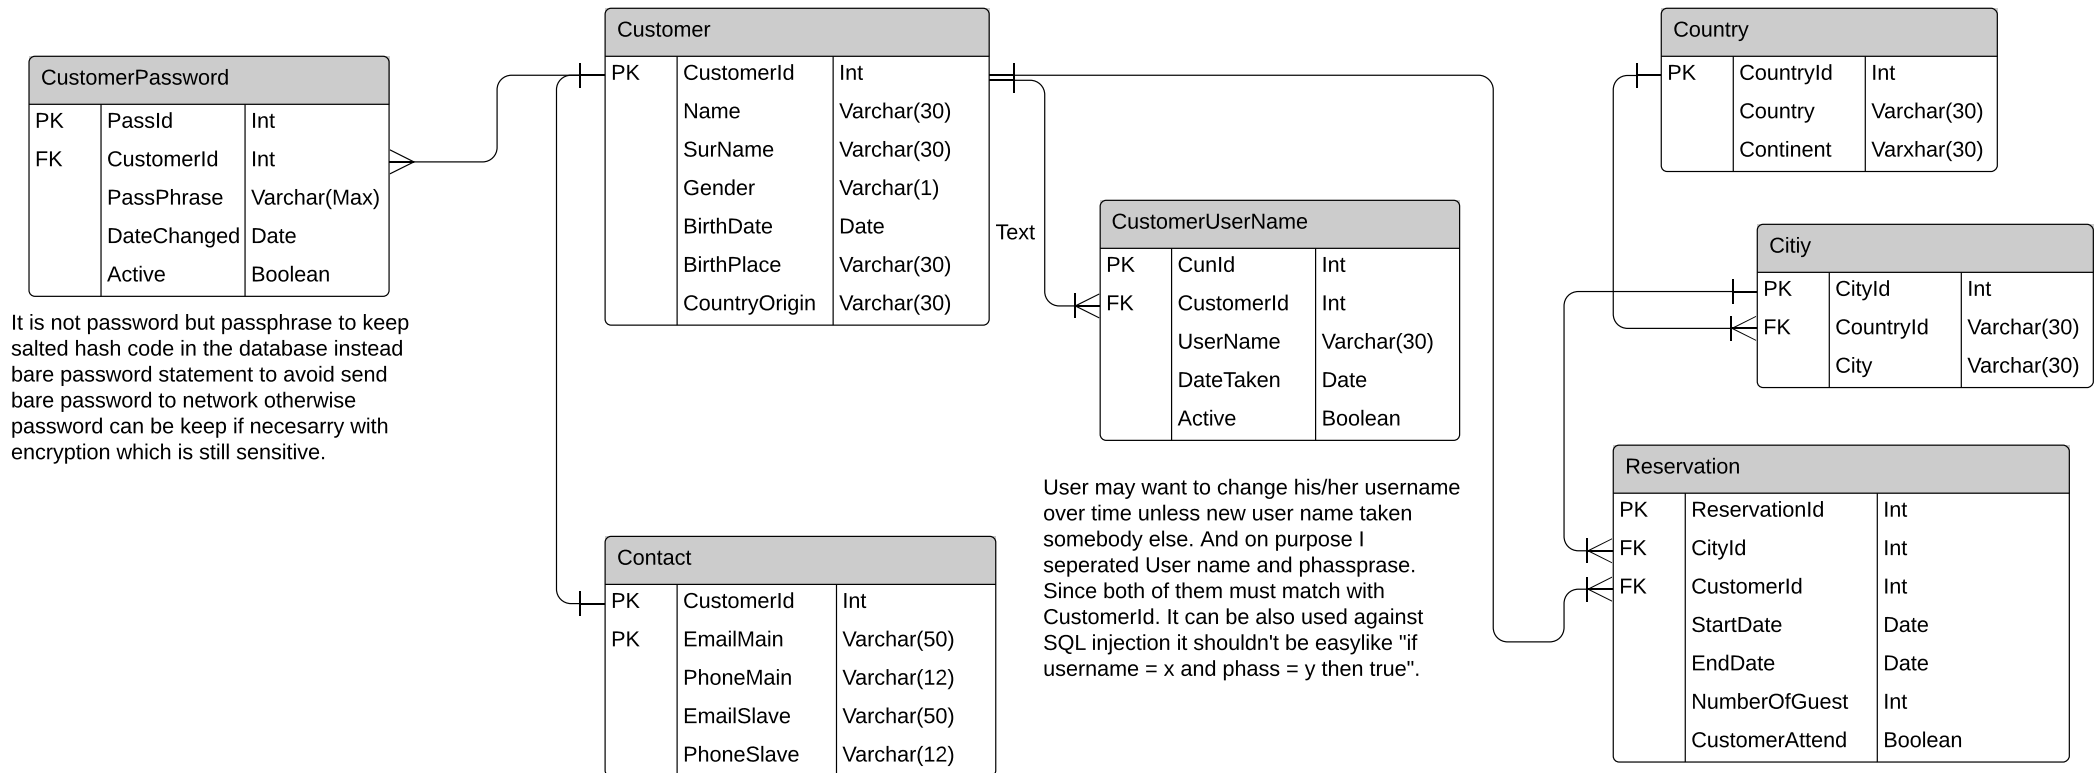 CustomerPassword
PK PassId Int
FK CustomerId Int
PassPhrase Varchar(Max)
DateChanged Date
Active Boolean
It is not password but passphrase to keep
salted hash code in the database instead
bare password statement to avoid send
bare password to network otherwise
password can be keep if necesarry with
encryption which is still sensitive.
Customer
PK CustomerId Int
Name Varchar(30)
SurName Varchar(30)
Gender Varchar(1)
BirthDate Date
BirthPlace Varchar(30)
CountryOrigin Varchar(30)
Text
Contact
PK CustomerId Int
PK EmailMain Varchar(50)
PhoneMain Varchar(12)
EmailSlave Varchar(50)
PhoneSlave Varchar(12)
CustomerUserName
PK CunId Int
FK CustomerId Int
UserName Varchar(30)
DateTaken Date
Active Boolean
User may want to change his/her username
over time unless new user name taken
somebody else. And on purpose I
seperated User name and phassprase.
Since both of them must match with
CustomerId. It can be also used against
SQL injection it shouldn't be easylike "if
username = x and phass = y then true".
Country
PK CountryId Int
Country Varchar(30)
Continent Varxhar(30)
Citiy
PK CityId Int
FK CountryId Varchar(30)
City Varchar(30)
Reservation
PK ReservationId Int
FK CityId Int
FK CustomerId Int
StartDate Date
EndDate Date
NumberOfGuest Int
CustomerAttend Boolean